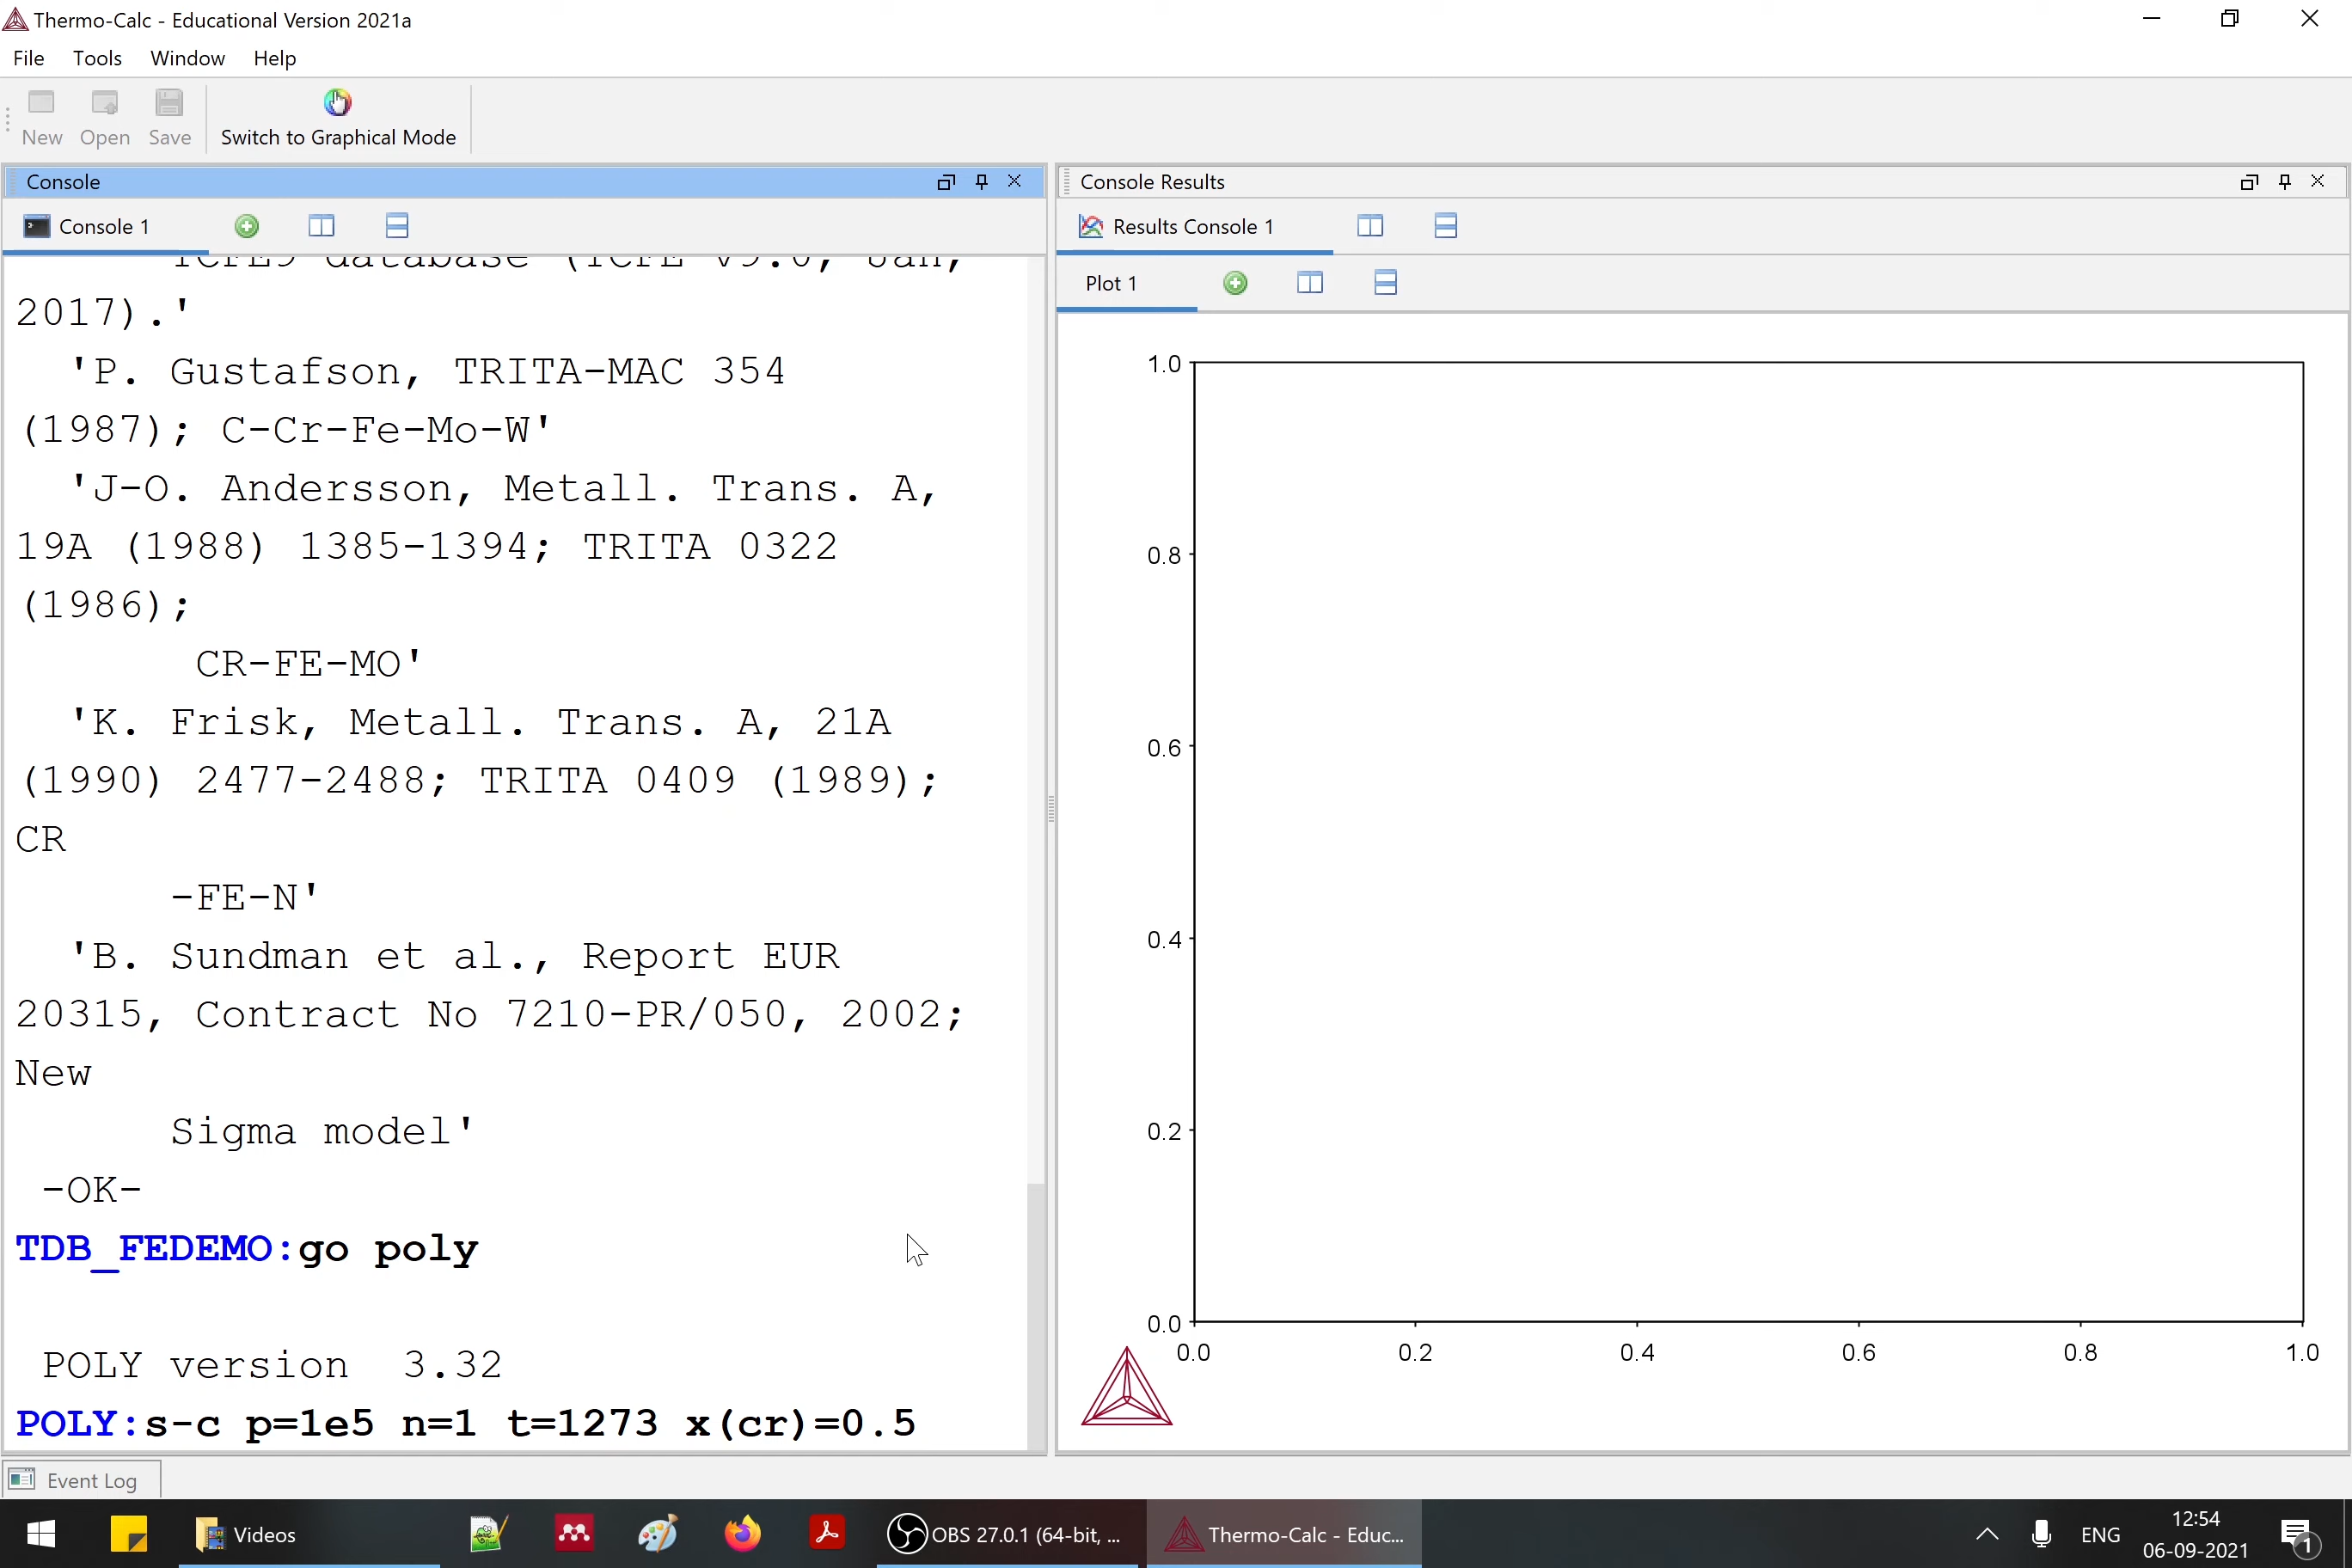 Thermo-Calc - Educational Version 2021a
File Tools Window Help
New Open Save Switch to Graphical Mode
Console
Console 1
2017).'
'P. Gustafson, TRITA-MAC 354
(1987); C-Cr-Fe-Mo-W'
'J-O. Andersson, Metall. Trans. A,
19A (1988) 1385-1394; TRITA 0322
(1986);
CR-FE-MO'
'K. Frisk, Metall. Trans. A, 21A
(1990) 2477-2488; TRITA 0409 (1989);
CR
-FE-N'
'B. Sundman et al., Report EUR
20315, Contract No 7210-PR/050, 2002;
New
Sigma model'
-OK-
TDB_FEDEMO:go poly
POLY version 3.32
POLY:s-c p=1e5 n=1 t=1273 x(cr)=0.5
Console Results
Results Console 1
Plot 1
1.0
0.8
0.6
0.4
0.2
0.0
0.0 0.2 0.4 0.6 0.8 1.0
Event Log
Videos
OBS 27.0.1 (64-bit, ...
Thermo-Calc - Educ...
ENG
12:54
06-09-2021
1